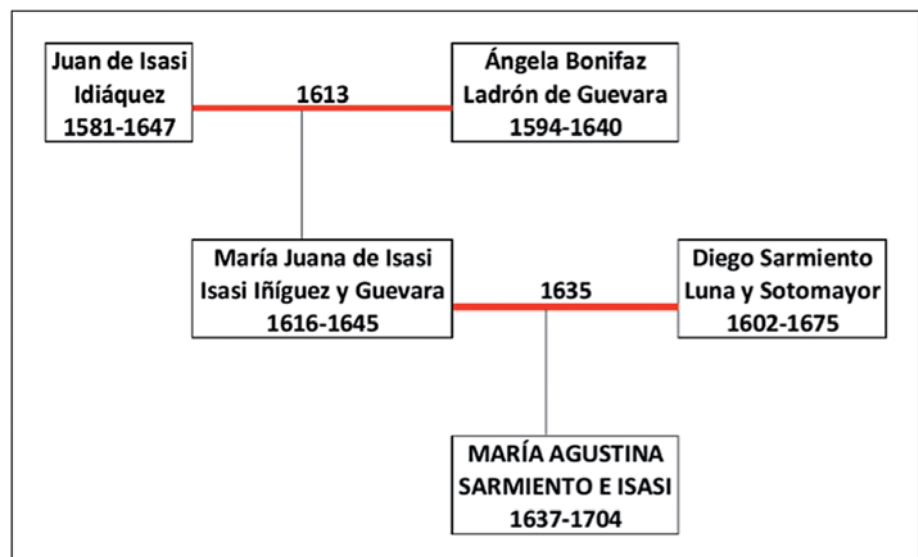 Juan de Isasi
Idiáquez
1581-1647
1613
Ángela Bonifaz
Ladrón de Guevara
1594-1640
María Juana de Isasi
Isasi Iñíguez y Guevara
1616-1645
1635
Diego Sarmiento
Luna y Sotomayor
1602-1675
MARÍA AGUSTINA
SARMIENTO E ISASI
1637-1704